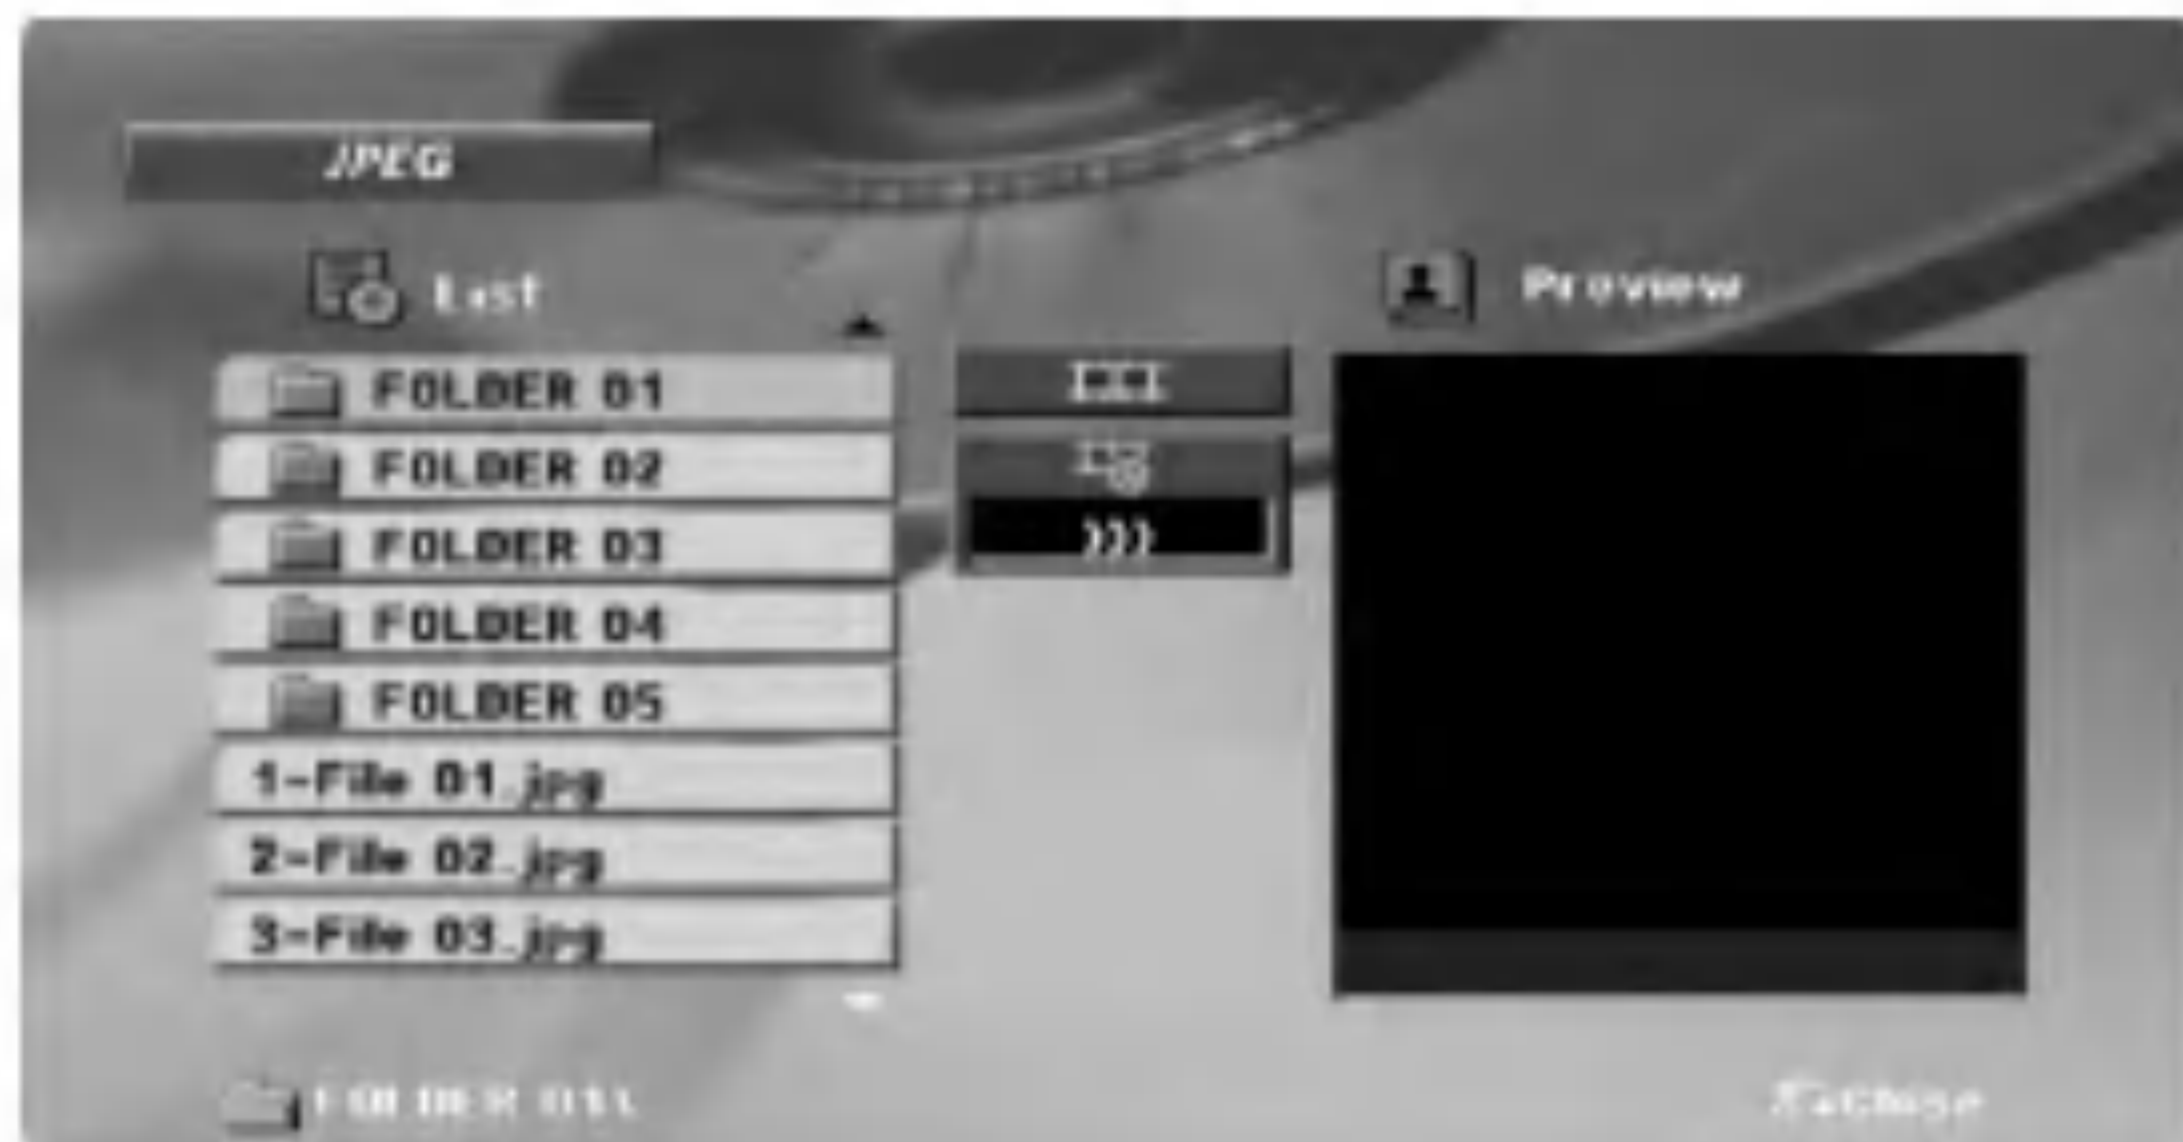 JPEG
List
Preview
FOLDER 01
FOLDER 02
FOLDER 03
FOLDER 04
FOLDER 05
1-File 01.jpg
2-File 02.jpg
3-File 03.jpg
FOLDER